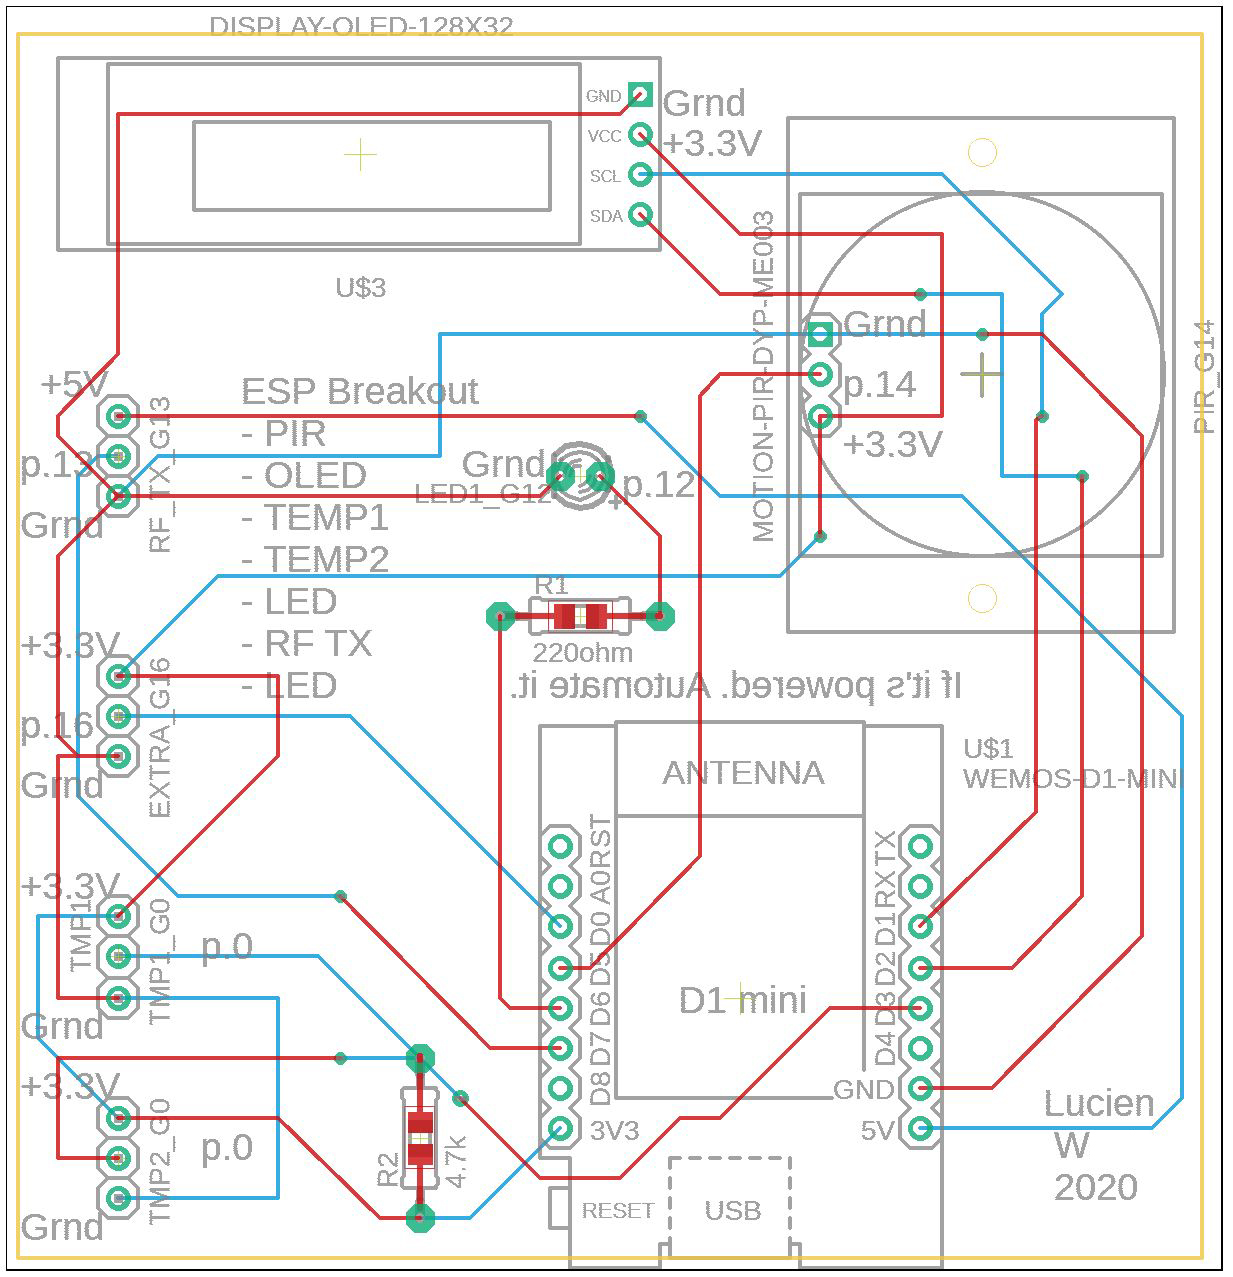 DISPLAY-OLED-128X32
GND
Grnd
VCC
+3.3V
SCL
SDA
U$3
MOTION-PIR-DYP-ME003
Grnd
p.14
+3.3V
PIR_G14
+5V
p.13
Grnd
RF_TX_G13
ESP Breakout
- PIR
- OLED
- TEMP1
- TEMP2
- LED
- RF TX
- LED
Grnd
LED1_G12
+
p.12
R1
220ohm
If it's powered. Automate it.
+3.3V
p.16
Grnd
EXTRA_G16
U$1
WEMOS-D1-MINI
ANTENNA
RST
A0
D0
D5
D6
D7
D8
3V3
TX
RX
D1
D2
D3
D4
GND
5V
D1 mini
+3.3V
TMP1
TMP1_G0
p.0
Grnd
+3.3V
TMP2_G0
p.0
Grnd
R2
4.7k
RESET
USB
Lucien
W
2020